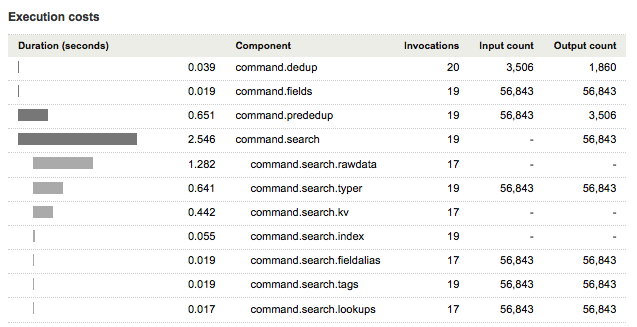 Execution costs
Duration (seconds) Component Invocations Input count Output count
0.039 command.dedup 20 3,506 1,860
0.019 command.fields 19 56,843 56,843
0.651 command.prededup 19 56,843 3,506
2.546 command.search 19 - 56,843
1.282 command.search.rawdata 17 - -
0.641 command.search.typer 19 56,843 56,843
0.442 command.search.kv 17 - -
0.055 command.search.index 19 - -
0.019 command.search.fieldalias 17 56,843 56,843
0.019 command.search.tags 19 56,843 56,843
0.017 command.search.lookups 17 56,843 56,843